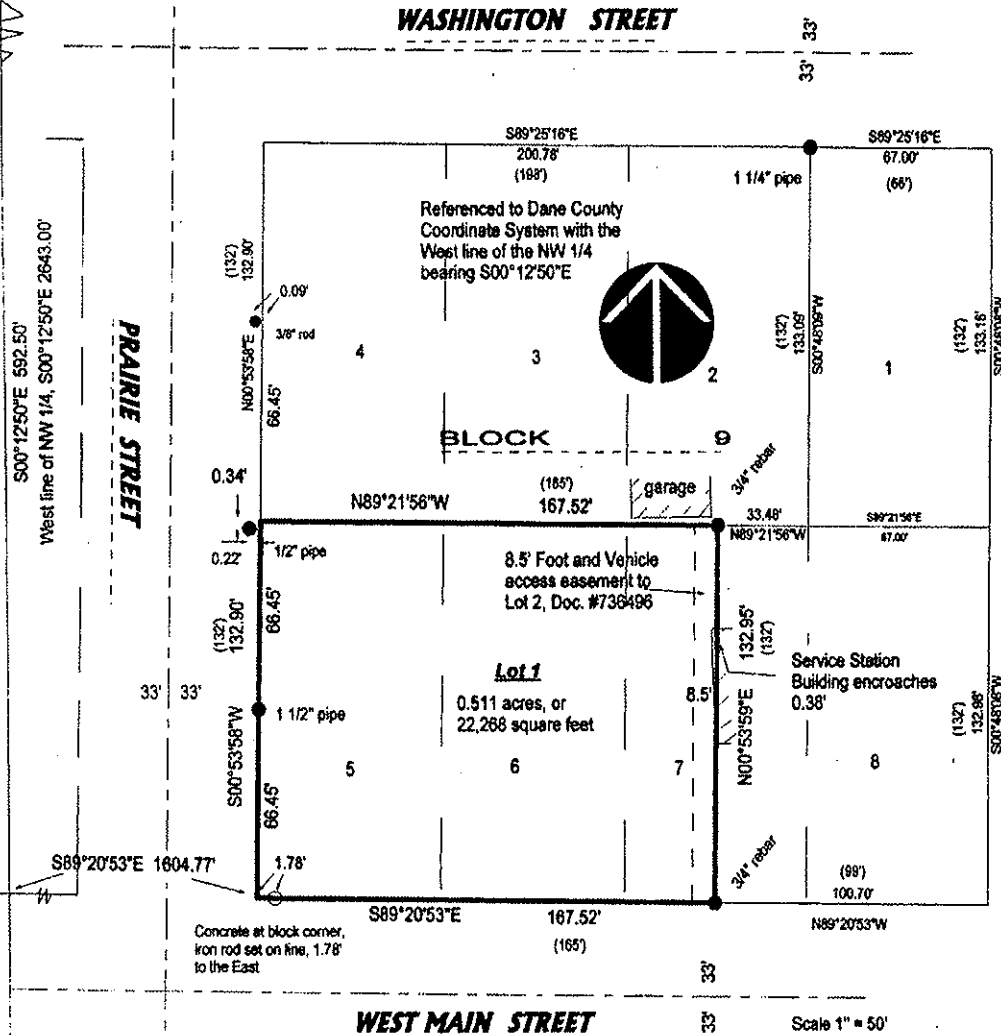 WASHINGTON STREET
33'
33'
S89°25'16"E
200.78'
(198')
S89°25'16"E
67.00'
(66')
1 1/4" pipe
Referenced to Dane County
Coordinate System with the
West line of the NW 1/4
bearing S00°12'50"E
S00°12'50"E 592.50'
West line of NW 1/4, S00°12'50"E 2643.00'
PRAIRIE STREET
(132')
132.90'
0.09'
3/8" rod
N00°53'58"E
66.45'
4
3
2
1
(132')
133.09'
S00°48'09"W
(132')
133.16'
BLOCK 9
0.34'
N89°21'56"W
(165')
167.52'
garage
3/4" rebar
33.48'
N89°21'56"W
S89°21'56"E
67.00'
0.22'
1/2" pipe
8.5' Foot and Vehicle
access easement to
Lot 2, Doc. #736496
(132')
132.90'
66.45'
132.95'
(132')
Lot 1
0.511 acres, or
22,268 square feet
Service Station
Building encroaches
0.38'
33' 33'
1 1/2" pipe
8.5'
N00°53'59"E
(132')
132.98'
S00°48'08"W
S00°53'58"W
66.45'
5
6
7
8
S89°20'53"E 1604.77'
1.78'
3/4" rebar
(99')
100.70'
N89°20'53"W
S89°20'53"E 167.52'
(165')
Concrete at block corner,
iron rod set on line, 1.78'
to the East
33'
33'
WEST MAIN STREET
Scale 1" = 50'